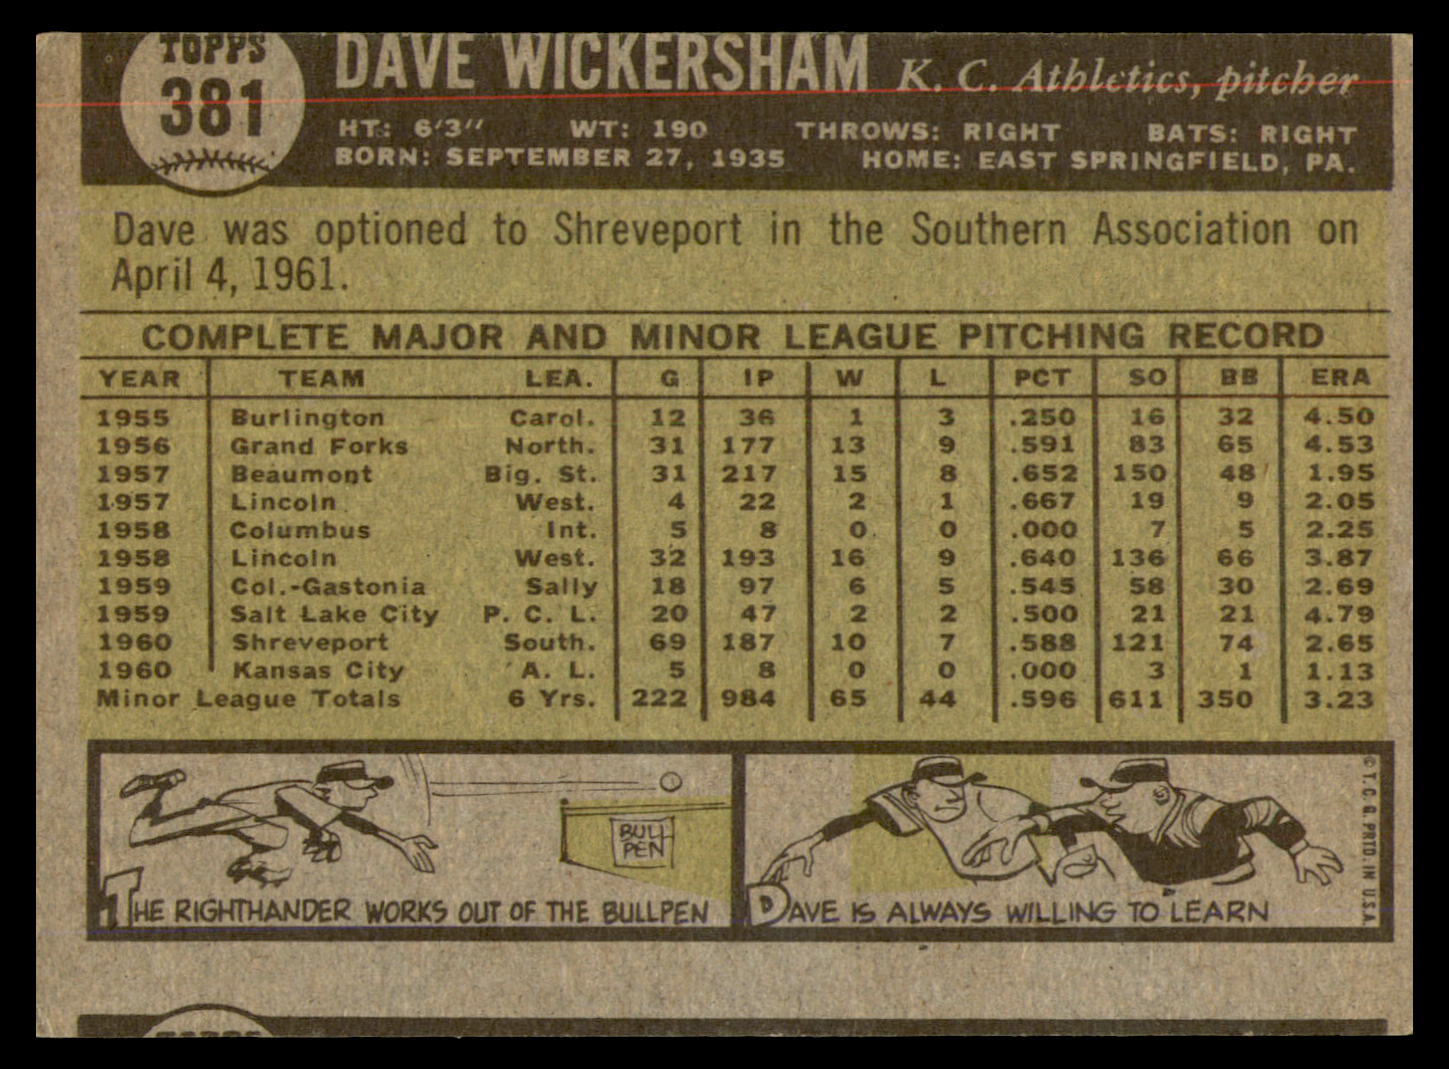 TOPPS
381
DAVE WICKERSHAM K. C. Athletics, pitcher
HT: 6'3" WT: 190 THROWS: RIGHT BATS: RIGHT
BORN: SEPTEMBER 27, 1935 HOME: EAST SPRINGFIELD, PA.
Dave was optioned to Shreveport in the Southern Association on
April 4, 1961.
COMPLETE MAJOR AND MINOR LEAGUE PITCHING RECORD
YEAR TEAM LEA. G IP W L PCT SO BB ERA
1955 Burlington Carol. 12 36 1 3 .250 16 32 4.50
1956 Grand Forks North. 31 177 13 9 .591 83 65 4.53
1957 Beaumont Big. St. 31 217 15 8 .652 150 48 1.95
1957 Lincoln West. 4 22 2 1 .667 19 9 2.05
1958 Columbus Int. 5 8 0 0 .000 7 5 2.25
1958 Lincoln West. 32 193 16 9 .640 136 66 3.87
1959 Col.-Gastonia Sally 18 97 6 5 .545 58 30 2.69
1959 Salt Lake City P. C. L. 20 47 2 2 .500 21 21 4.79
1960 Shreveport South. 69 187 10 7 .588 121 74 2.65
1960 Kansas City A. L. 5 8 0 0 .000 3 1 1.13
Minor League Totals 6 Yrs. 222 984 65 44 .596 611 350 3.23
BULL
PEN
THE RIGHTHANDER WORKS OUT OF THE BULLPEN
DAVE IS ALWAYS WILLING TO LEARN
© T.C.G. PRTD. IN U.S.A.
TOPPS